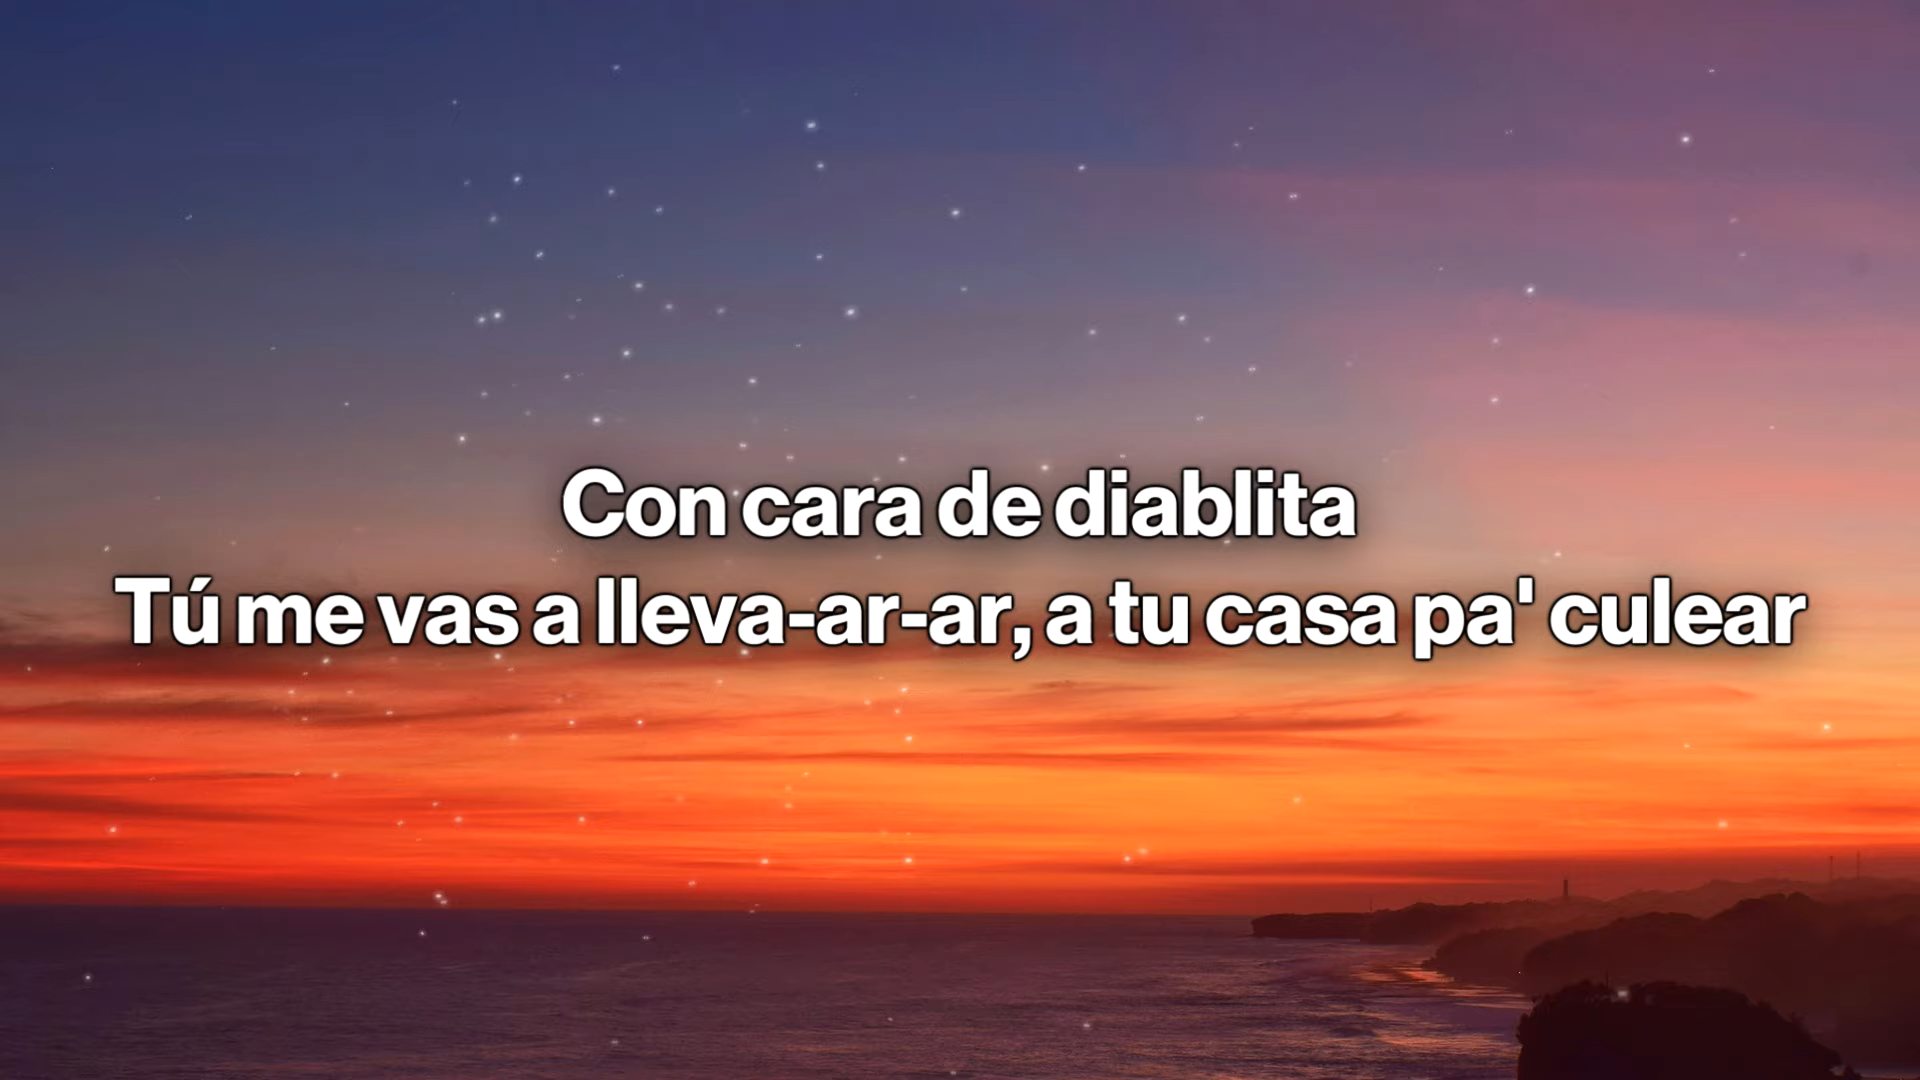 Con cara de diablita
Tú me vas a lleva-ar-ar, a tu casa pa' culear